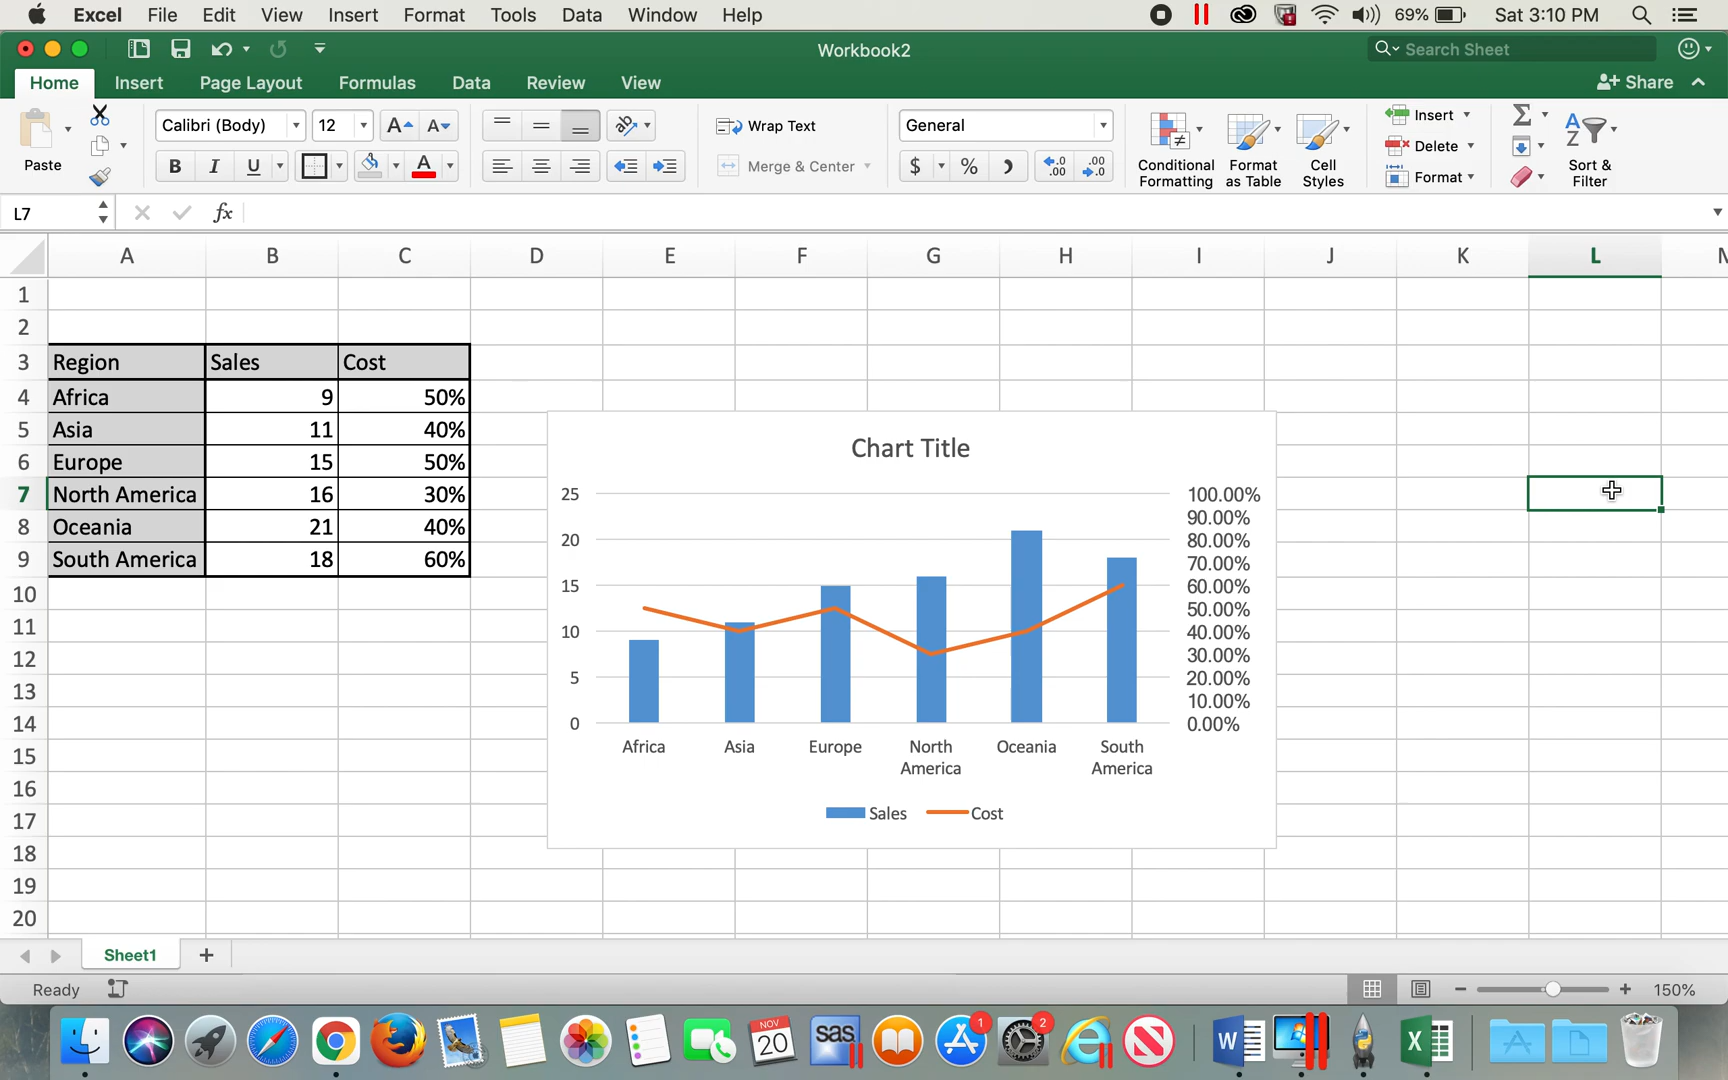 Excel File Edit View Insert Format Tools Data Window Help 69% Sat 3:10 PM
Workbook2 Search Sheet
Home Insert Page Layout Formulas Data Review View Share
Paste Calibri (Body) 12 A A Wrap Text General Insert
B I U A Merge & Center $ % Delete
Conditional Formatting Format as Table Cell Styles Format Sort & Filter
L7 fx
A B C D E F G H I J K L
1
2
3 Region Sales Cost
4 Africa 9 50%
5 Asia 11 40%
6 Europe 15 50%
7 North America 16 30%
8 Oceania 21 40%
9 South America 18 60%
10
11
12
13
14
15
16
17
18
19
20
Chart Title
25
20
15
10
5
0
100.00%
90.00%
80.00%
70.00%
60.00%
50.00%
40.00%
30.00%
20.00%
10.00%
0.00%
Africa Asia Europe North America Oceania South America
Sales Cost
Sheet1
Ready 150%
NOV 20 sas 1 2